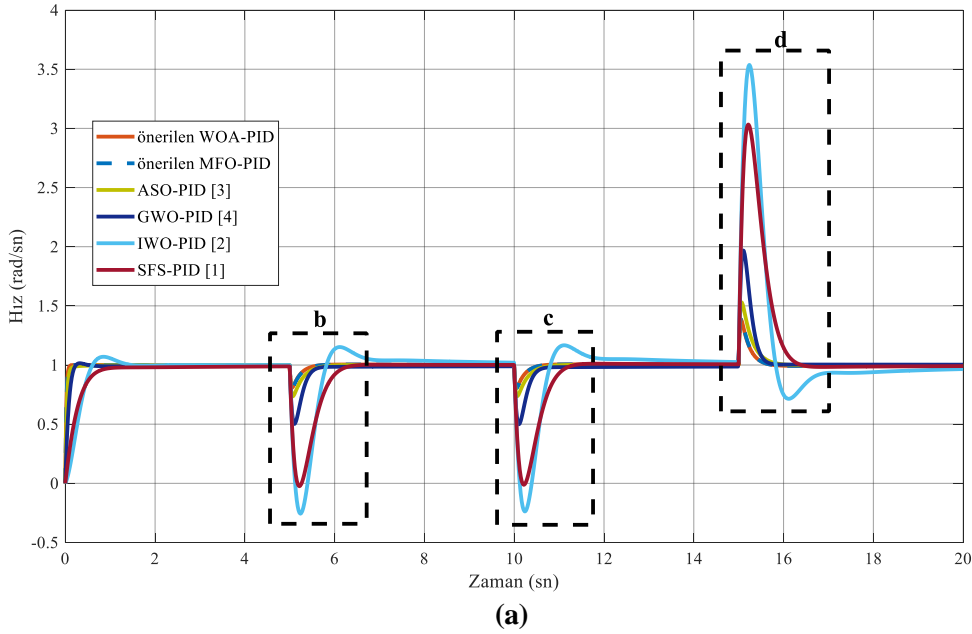 d
önerilen WOA-PID
önerilen MFO-PID
ASO-PID [3]
GWO-PID [4]
IWO-PID [2]
SFS-PID [1]
b
c
Hız (rad/sn)
4
3.5
3
2.5
2
1.5
1
0.5
0
-0.5
0 2 4 6 8 10 12 14 16 18 20
Zaman (sn)
(a)